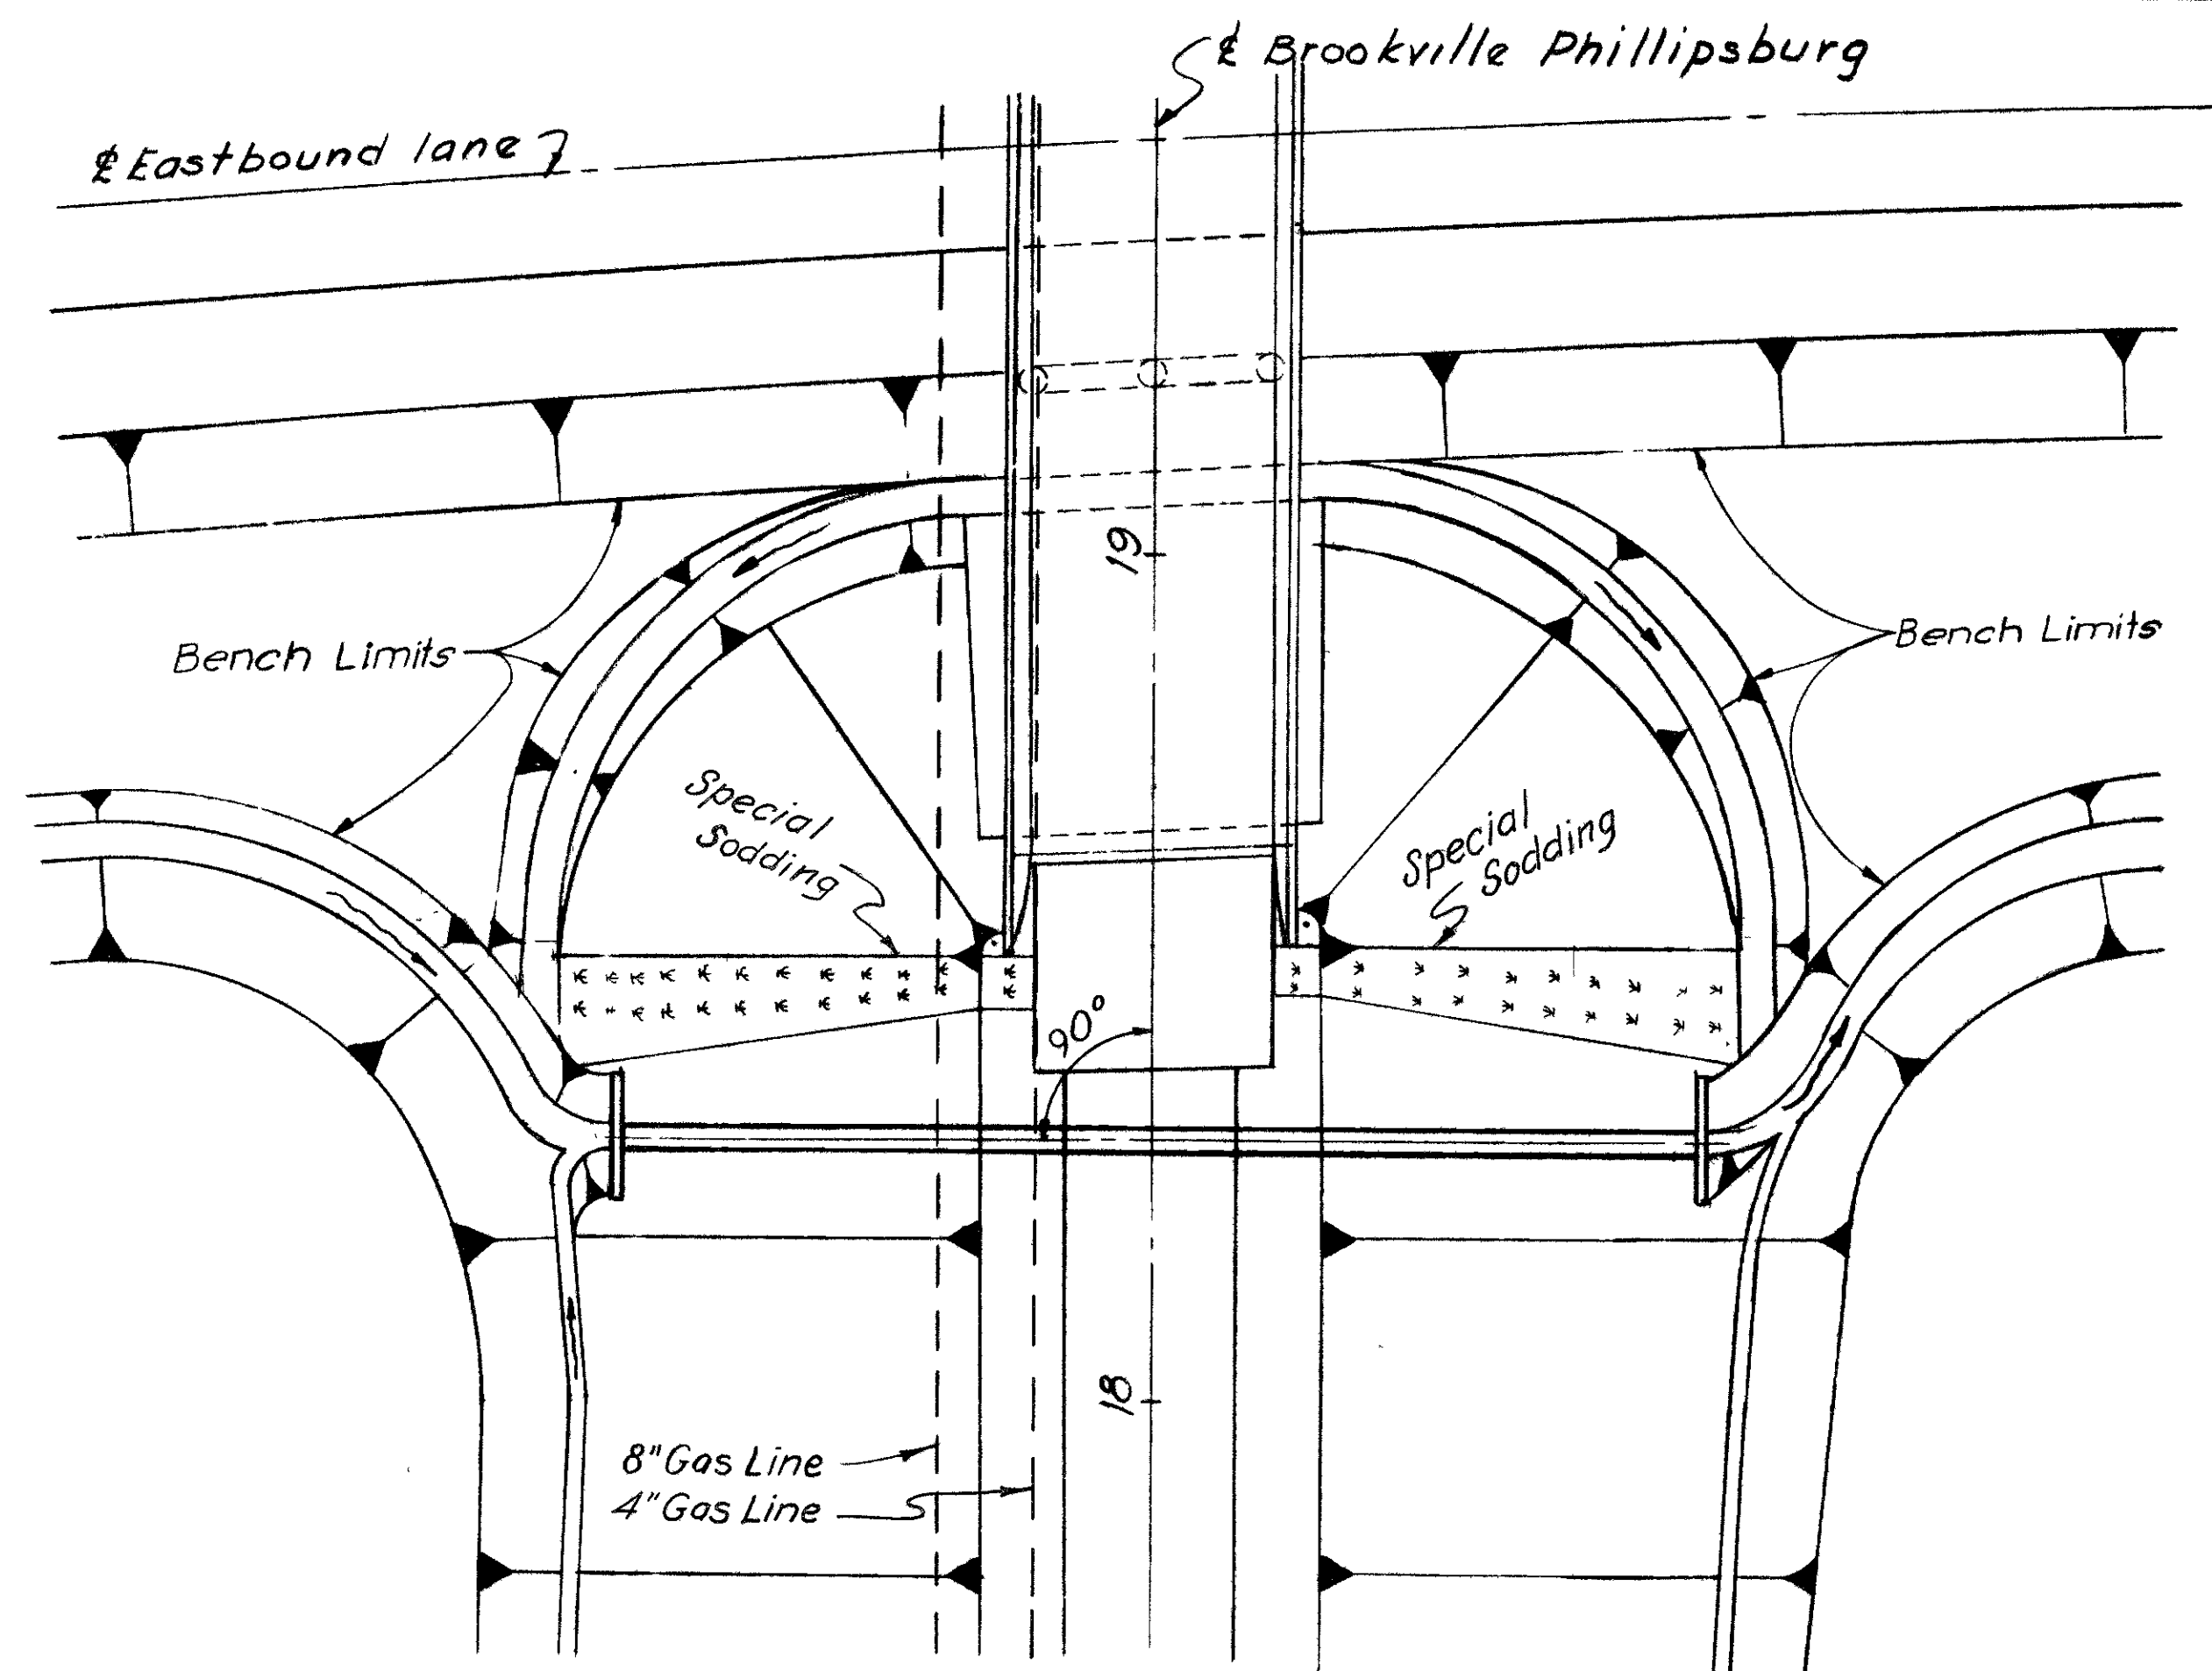 ℄ Brookville Phillipsburg
℄ Eastbound lane
19
Bench Limits
Bench Limits
Special
Sodding
Special
Sodding
90°
18
8" Gas Line
4" Gas Line